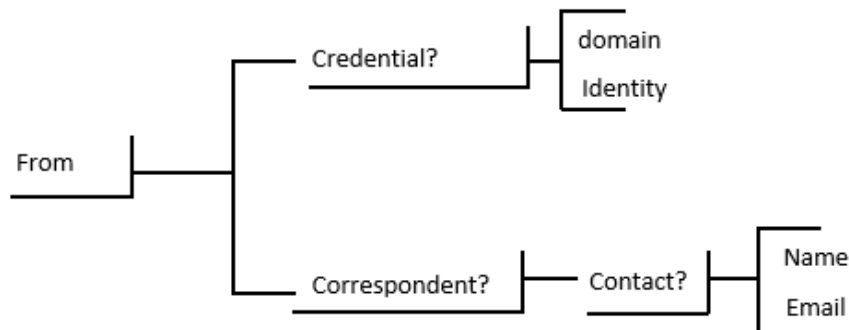 domain
Credential?
Identity
From
Name
Correspondent?
Contact?
Email